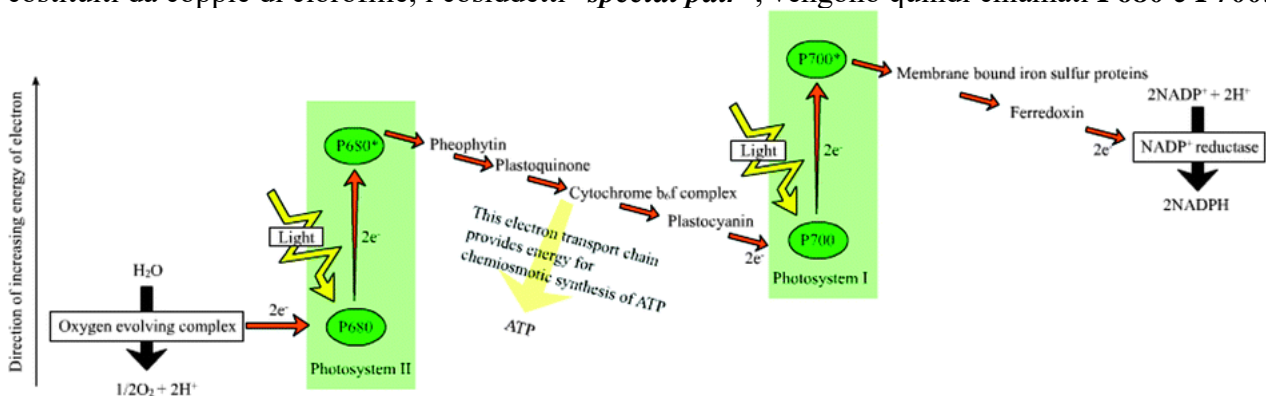 costituiti da coppie di clorofille, i cosiddetti "special pair", vengono quindi chiamati P680 e P700.
Direction of increasing energy of electron
H₂O
Oxygen evolving complex
1/2O₂ + 2H⁺
2e⁻
P680*
Light
2e⁻
P680
Photosystem II
Pheophytin
Plastoquinone
Cytochrome b₆f complex
Plastocyanin
2e⁻
This electron transport chain
provides energy for
chemiosmotic synthesis of ATP
ATP
P700*
Light
2e⁻
P700
Photosystem I
Membrane bound iron sulfur proteins
Ferredoxin
2e⁻
2NADP⁺ + 2H⁺
NADP⁺ reductase
2NADPH